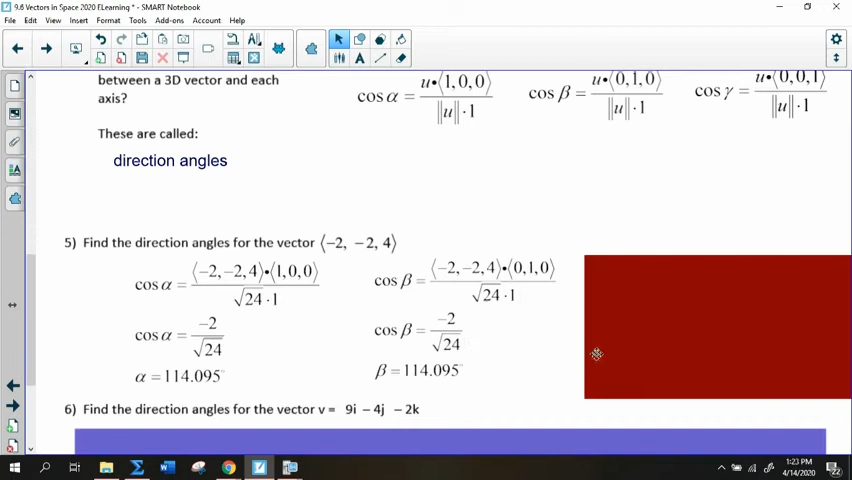 9.6 Vectors in Space 2020 ELearning * - SMART Notebook
File Edit View Insert Format Tools Add-ons Account Help
between a 3D vector and each
axis?
cos α = u•⟨1,0,0⟩ / ‖u‖·1
cos β = u•⟨0,1,0⟩ / ‖u‖·1
cos γ = u•⟨0,0,1⟩ / ‖u‖·1
These are called:
direction angles
5) Find the direction angles for the vector ⟨−2, −2, 4⟩
cos α = ⟨−2,−2,4⟩•⟨1,0,0⟩ / √24·1
cos β = ⟨−2,−2,4⟩•⟨0,1,0⟩ / √24·1
cos α = −2 / √24
cos β = −2 / √24
α = 114.095°
β = 114.095°
6) Find the direction angles for the vector v = 9i − 4j − 2k
1:23 PM
4/14/2020
22